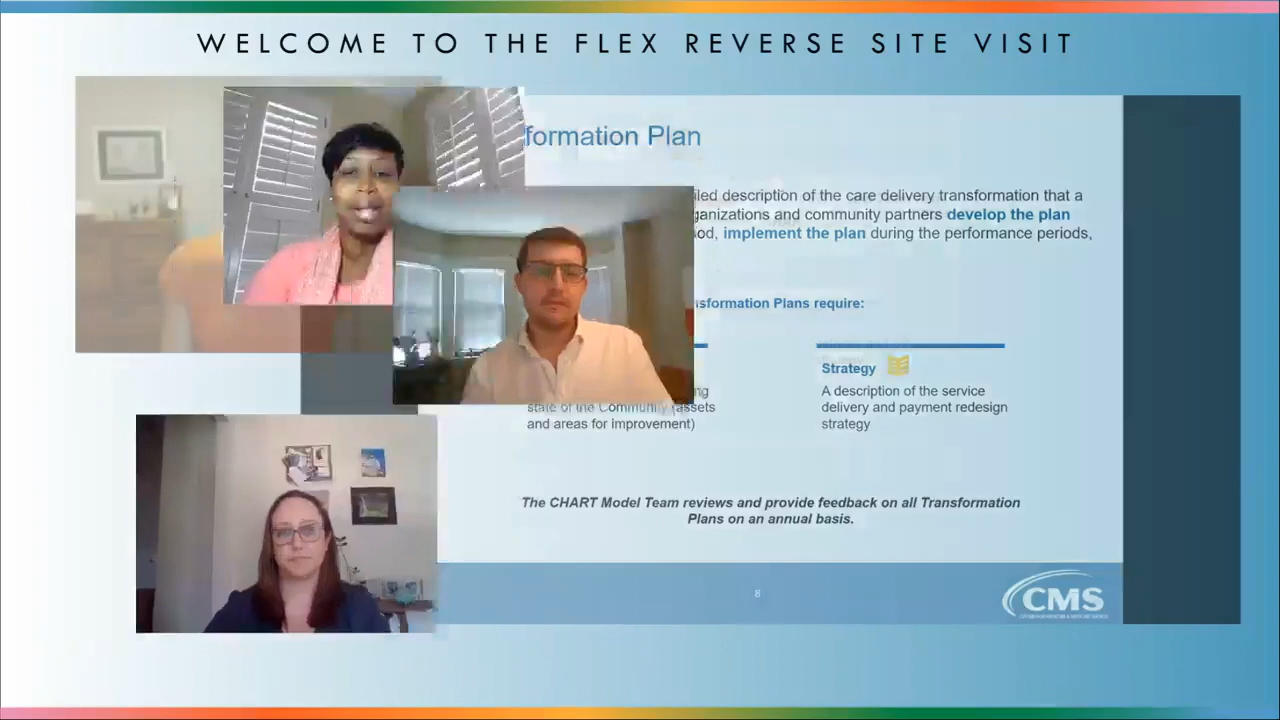 WELCOME TO THE FLEX REVERSE SITE VISIT
formation Plan
iled description of the care delivery transformation that a
ganizations and community partners develop the plan
od, implement the plan during the performance periods,
nsformation Plans require:
Strategy
ng
state of the Community (assets
and areas for improvement)
A description of the service
delivery and payment redesign
strategy
The CHART Model Team reviews and provide feedback on all Transformation
Plans on an annual basis.
8
CMS